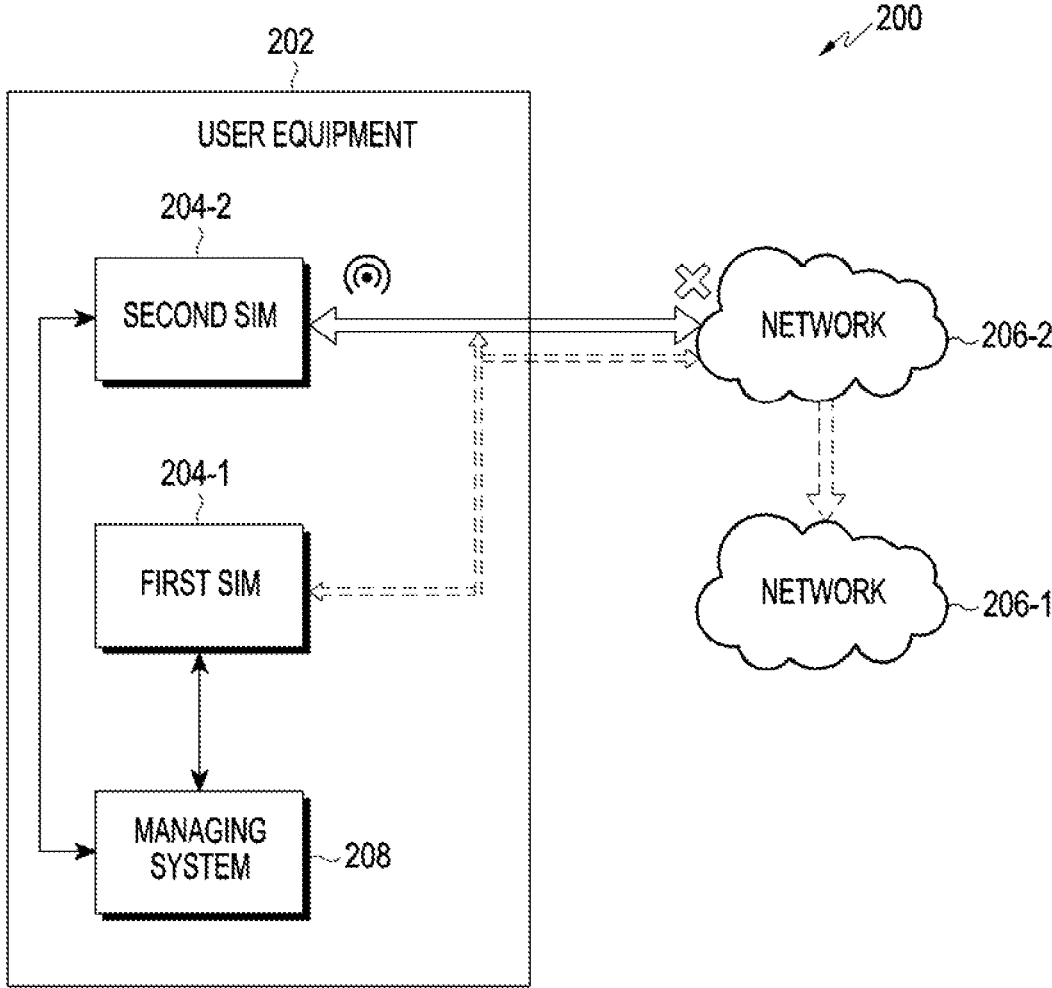 200
202
USER EQUIPMENT
204-2
SECOND SIM
NETWORK
206-2
204-1
FIRST SIM
NETWORK
206-1
MANAGING
SYSTEM
208